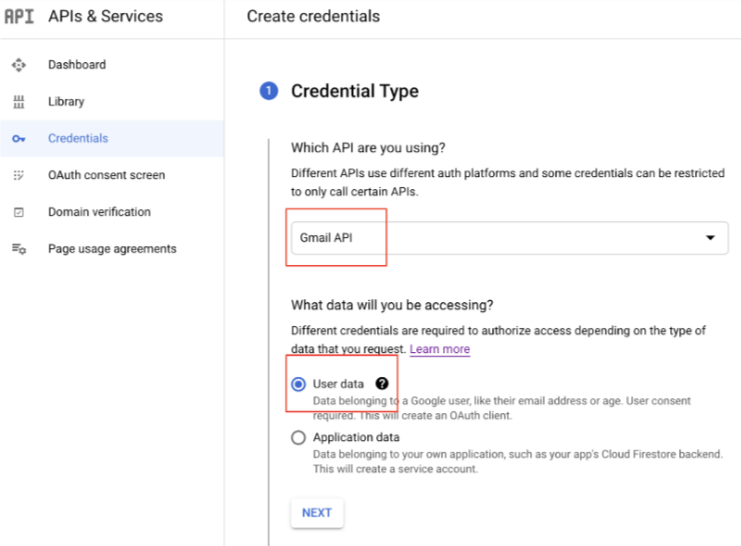 API APIs & Services
Create credentials
Dashboard
Library
Credentials
OAuth consent screen
Domain verification
Page usage agreements
1 Credential Type
Which API are you using?
Different APIs use different auth platforms and some credentials can be restricted
to only call certain APIs.
Gmail API
What data will you be accessing?
Different credentials are required to authorize access depending on the type of
data that you request. Learn more
User data ?
Data belonging to a Google user, like their email address or age. User consent
required. This will create an OAuth client.
Application data
Data belonging to your own application, such as your app's Cloud Firestore backend.
This will create a service account.
NEXT